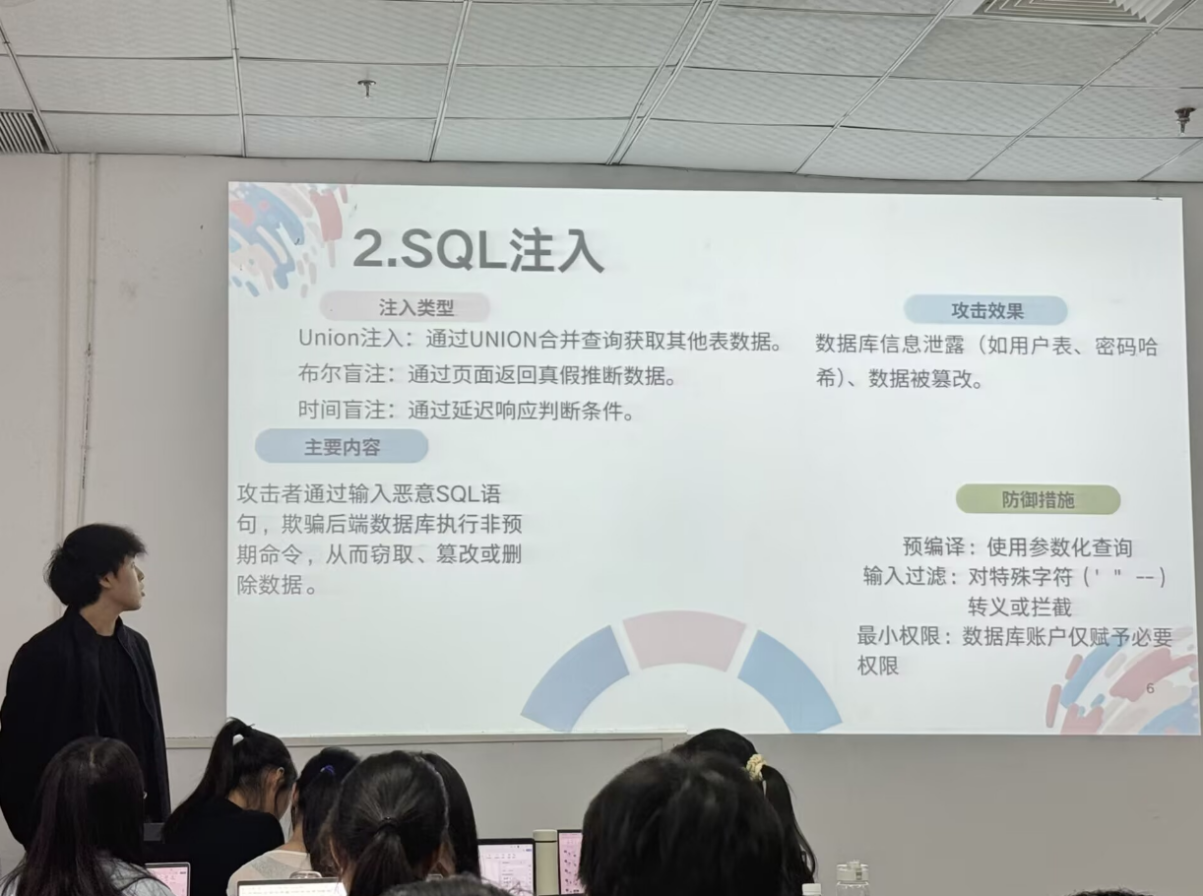 2.SQL注入
注入类型
Union注入：通过UNION合并查询获取其他表数据。
布尔盲注：通过页面返回真假推断数据。
时间盲注：通过延迟响应判断条件。
主要内容
攻击者通过输入恶意SQL语
句，欺骗后端数据库执行非预
期命令，从而窃取、篡改或删
除数据。
攻击效果
数据库信息泄露（如用户表、密码哈
希）、数据被篡改。
防御措施
预编译：使用参数化查询
输入过滤：对特殊字符（' " --）
转义或拦截
最小权限：数据库账户仅赋予必要
权限
6